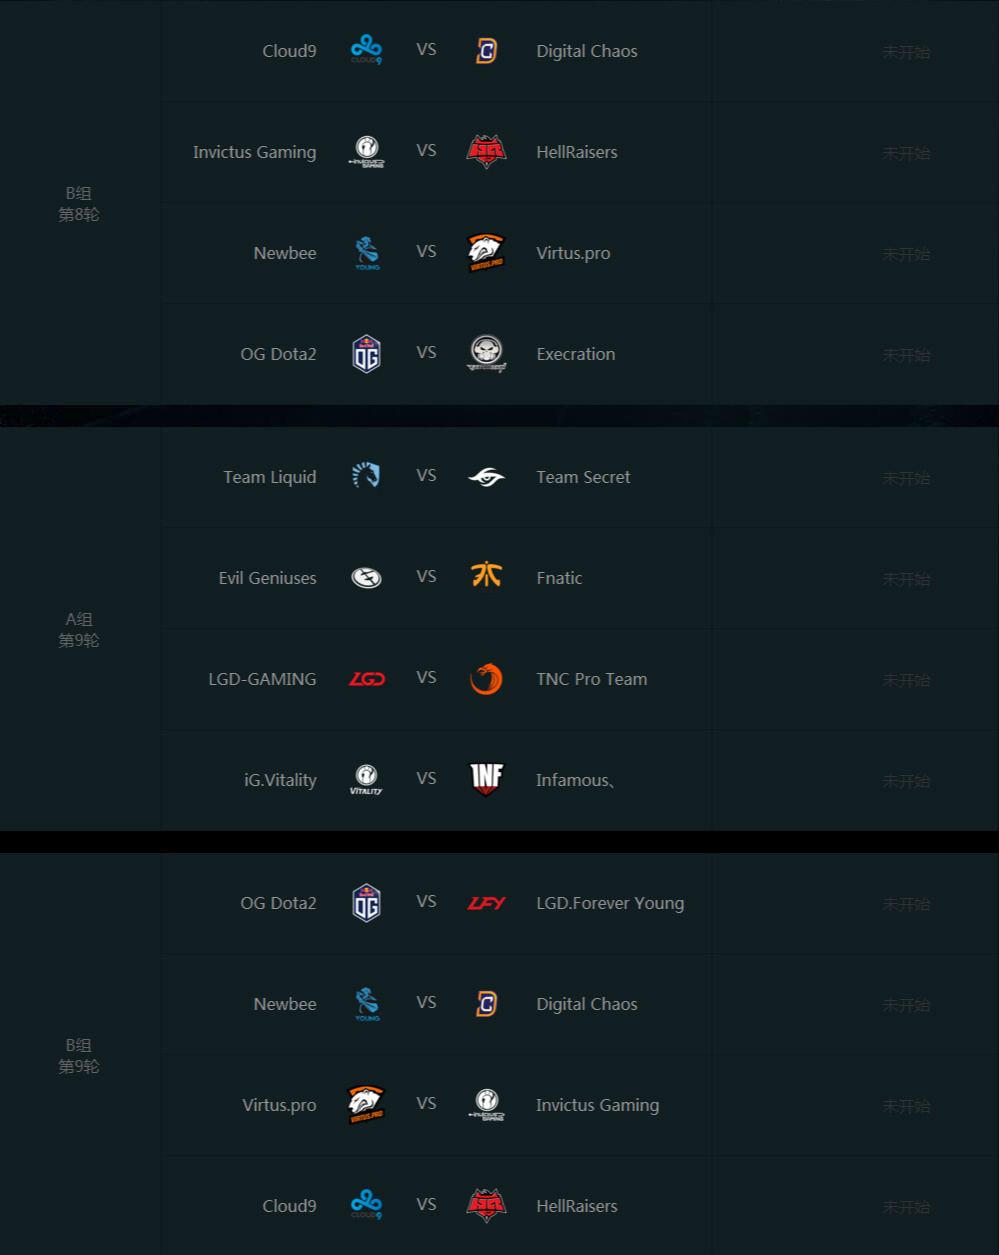 Cloud9 CLOUD9 VS Digital Chaos 未开始
Invictus Gaming INVICTUS GAMING VS HellRaisers 未开始
B组
第8轮
Newbee YOUNG VS VIRTUS.PRO Virtus.pro 未开始
OG Dota2 OG VS Execration 未开始
Team Liquid VS Team Secret 未开始
Evil Geniuses VS Fnatic 未开始
A组
第9轮
LGD-GAMING LGD VS TNC Pro Team 未开始
iG.Vitality VITALITY VS INF Infamous、 未开始
OG Dota2 OG VS LFY LGD.Forever Young 未开始
Newbee YOUNG VS Digital Chaos 未开始
B组
第9轮
Virtus.pro VIRTUS.PRO VS INVICTUS GAMING Invictus Gaming 未开始
Cloud9 CLOUD9 VS HellRaisers 未开始